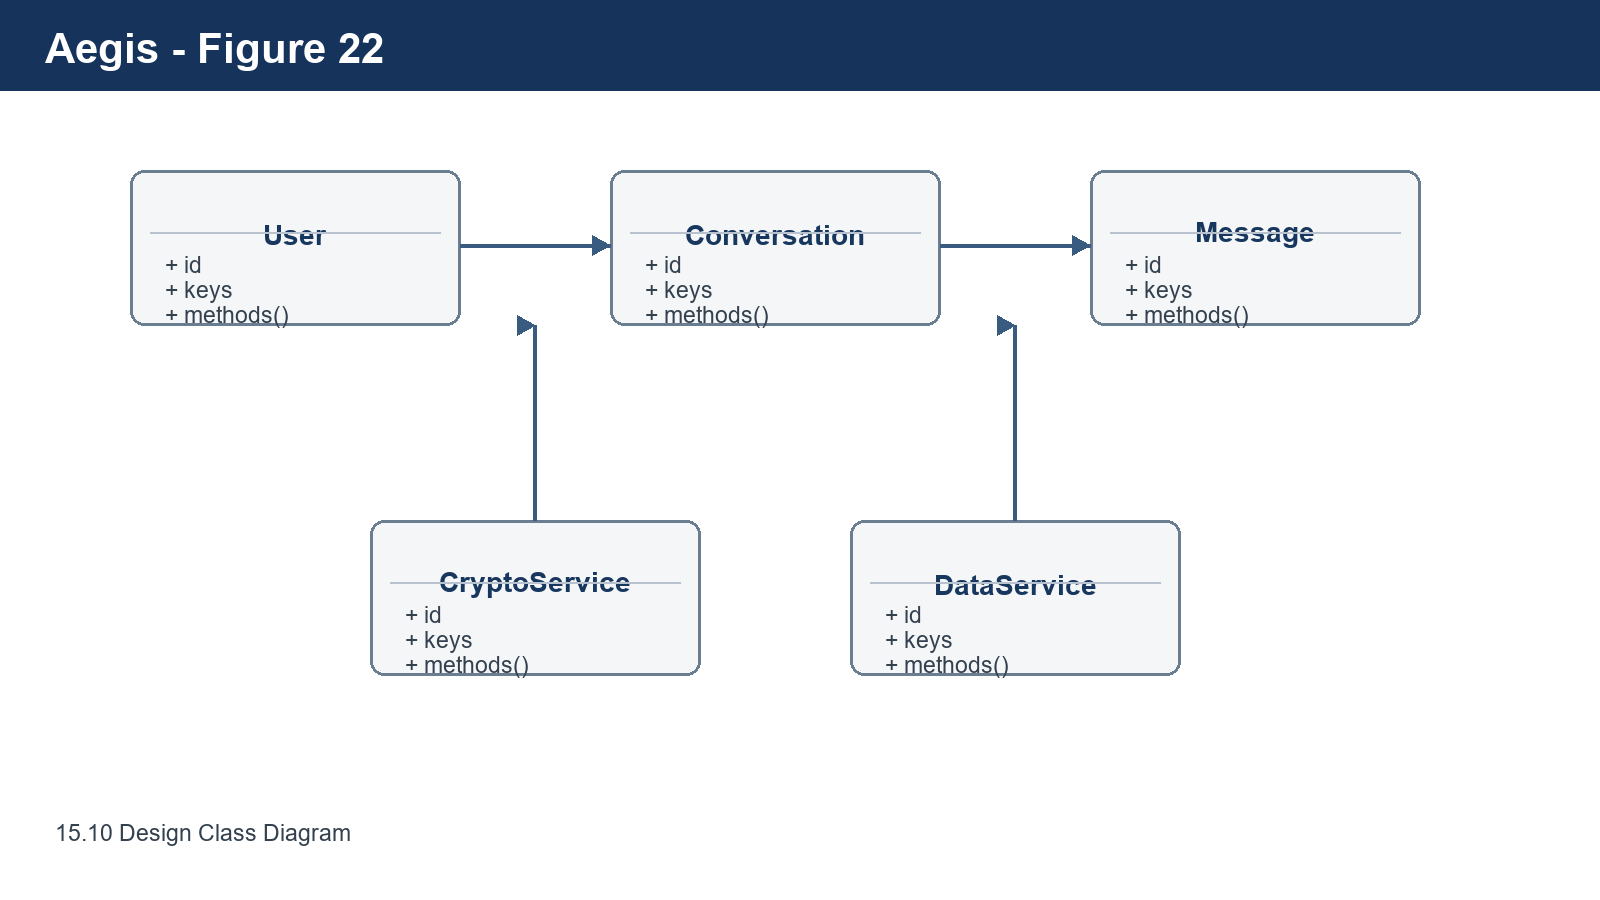 Aegis - Figure 22
User
+ id
+ keys
+ methods()
Conversation
+ id
+ keys
+ methods()
Message
+ id
+ keys
+ methods()
CryptoService
+ id
+ keys
+ methods()
DataService
+ id
+ keys
+ methods()
15.10 Design Class Diagram